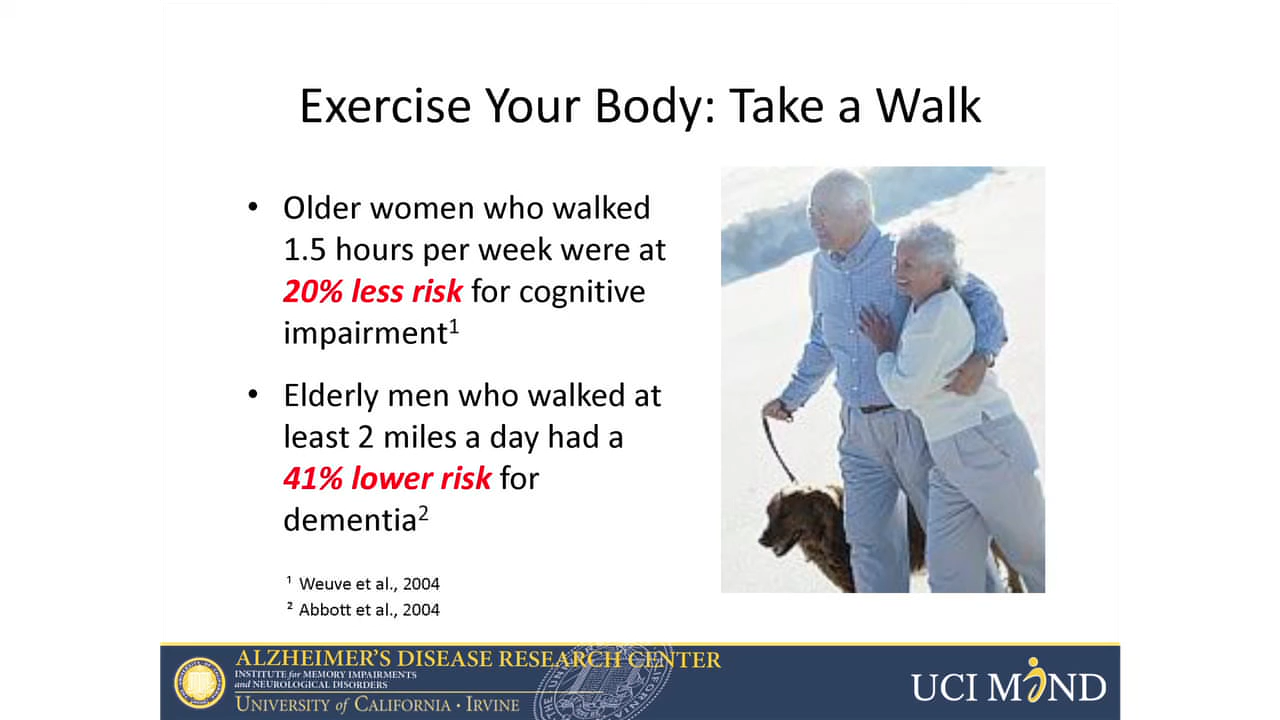 Exercise Your Body: Take a Walk
• Older women who walked
1.5 hours per week were at
20% less risk for cognitive
impairment¹
• Elderly men who walked at
least 2 miles a day had a
41% lower risk for
dementia²
¹ Weuve et al., 2004
² Abbott et al., 2004
ALZHEIMER'S DISEASE RESEARCH CENTER
INSTITUTE for MEMORY IMPAIRMENTS
and NEUROLOGICAL DISORDERS
UNIVERSITY of CALIFORNIA • IRVINE
UCI MIND